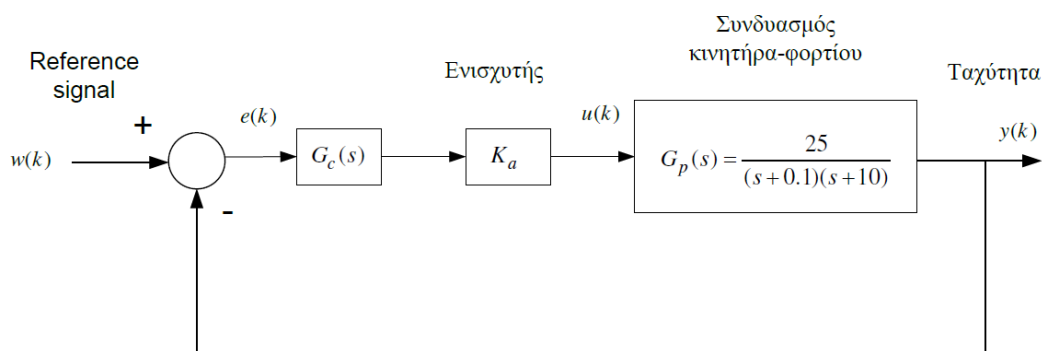 Συνδυασμός
κινητήρα-φορτίου
Reference
signal
Ενισχυτής
Ταχύτητα
+
e(k)
u(k)
y(k)
w(k)
G_c(s)
K_a
G_p(s) = 25 / (s+0.1)(s+10)
-